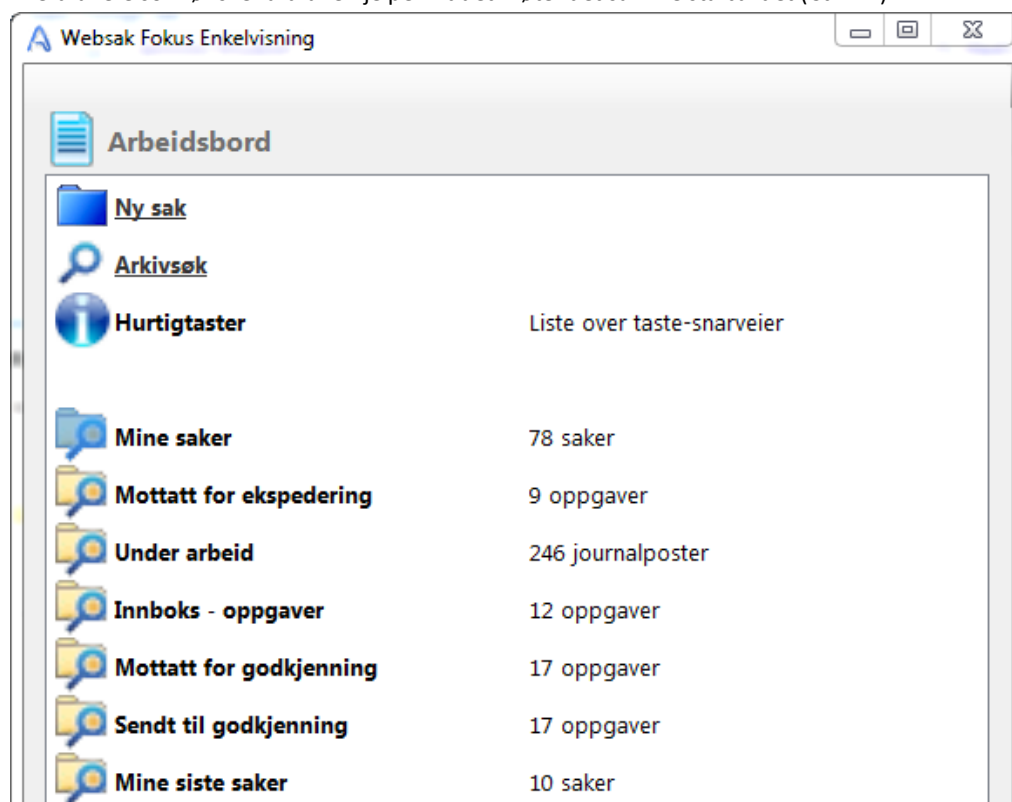 Websak Fokus Enkelvisning
Arbeidsbord
Ny sak
Arkivsøk
Hurtigtaster Liste over taste-snarveier
Mine saker 78 saker
Mottatt for ekspedering 9 oppgaver
Under arbeid 246 journalposter
Innboks - oppgaver 12 oppgaver
Mottatt for godkjenning 17 oppgaver
Sendt til godkjenning 17 oppgaver
Mine siste saker 10 saker